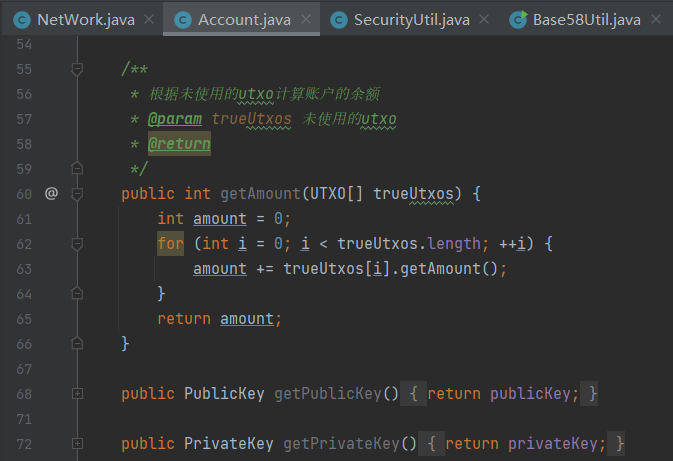 NetWork.java Account.java SecurityUtil.java Base58Util.java
54
55 /**
56 * 根据未使用的utxo计算账户的余额
57 * @param trueUtxos 未使用的utxo
58 * @return
59 */
60 @ public int getAmount(UTXO[] trueUtxos) {
61 int amount = 0;
62 for (int i = 0; i < trueUtxos.length; ++i) {
63 amount += trueUtxos[i].getAmount();
64 }
65 return amount;
66 }
67
68 public PublicKey getPublicKey() { return publicKey; }
71
72 public PrivateKey getPrivateKey() { return privateKey; }